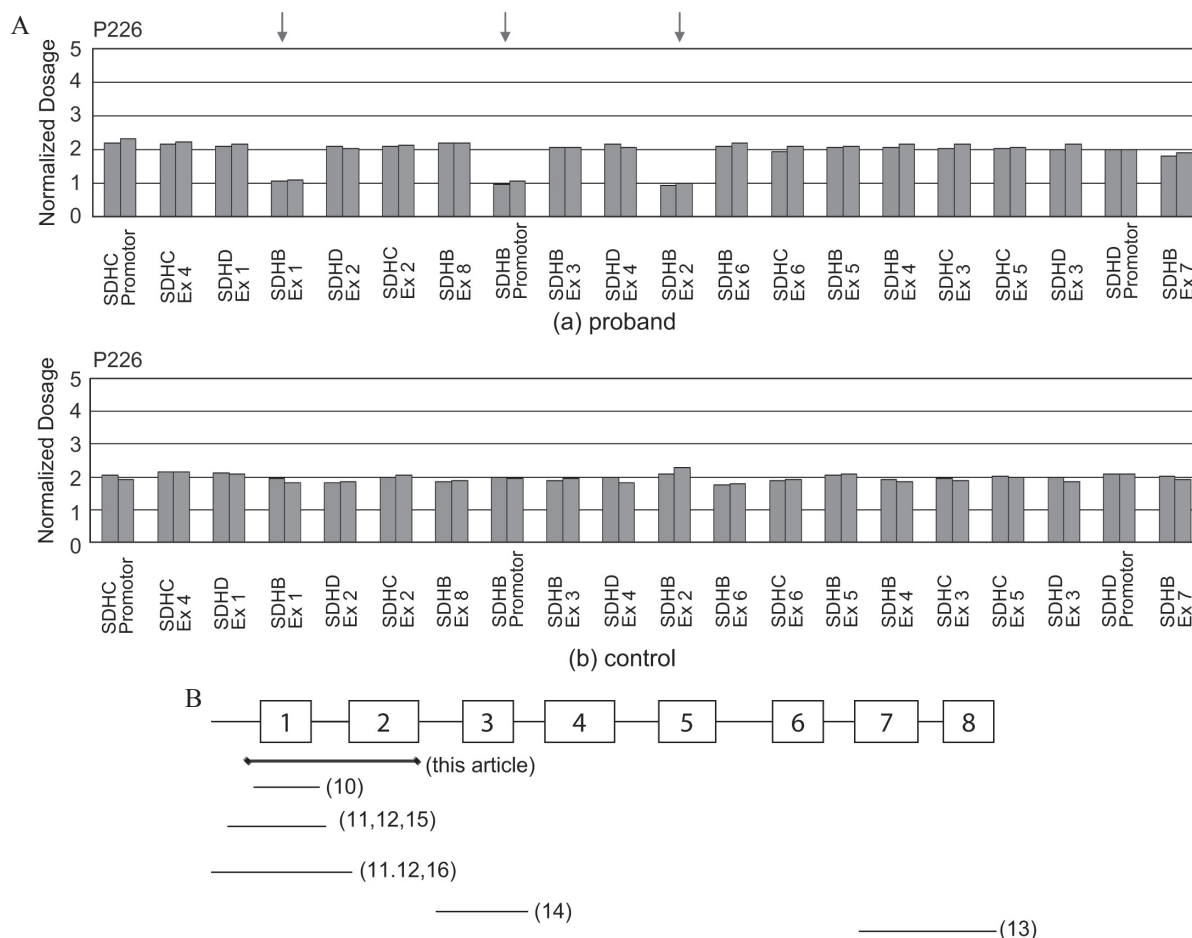 A
P226
Normalized Dosage
5
4
3
2
1
0
SDHC Promotor
SDHC Ex 4
SDHD Ex 1
SDHB Ex 1
SDHD Ex 2
SDHC Ex 2
SDHB Ex 8
SDHB Promotor
SDHB Ex 3
SDHD Ex 4
SDHB Ex 2
SDHB Ex 6
SDHC Ex 6
SDHB Ex 5
SDHB Ex 4
SDHC Ex 3
SDHC Ex 5
SDHD Ex 3
SDHD Promotor
SDHB Ex 7
(a) proband
P226
Normalized Dosage
5
4
3
2
1
0
SDHC Promotor
SDHC Ex 4
SDHD Ex 1
SDHB Ex 1
SDHD Ex 2
SDHC Ex 2
SDHB Ex 8
SDHB Promotor
SDHB Ex 3
SDHD Ex 4
SDHB Ex 2
SDHB Ex 6
SDHC Ex 6
SDHB Ex 5
SDHB Ex 4
SDHC Ex 3
SDHC Ex 5
SDHD Ex 3
SDHD Promotor
SDHB Ex 7
(b) control
B
1 2 3 4 5 6 7 8
(this article)
(10)
(11,12,15)
(11.12,16)
(14)
(13)